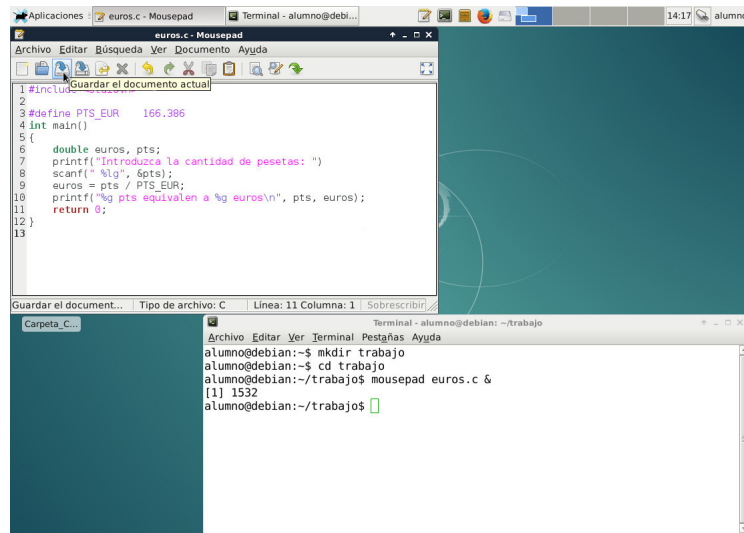 Aplicaciones
euros.c - Mousepad
Terminal - alumno@debi...
14:17
alumno
euros.c - Mousepad
Archivo Editar Búsqueda Ver Documento Ayuda
Guardar el documento actual
1 #include
2
3 #define PTS_EUR 166.386
4 int main()
5 {
6 double euros, pts;
7 printf("Introduzca la cantidad de pesetas: ")
8 scanf(" %lg", &pts);
9 euros = pts / PTS_EUR;
10 printf("%g pts equivalen a %g euros\n", pts, euros);
11 return 0;
12 }
13
Guardar el document... Tipo de archivo: C Línea: 11 Columna: 1 Sobrescribir
Carpeta_C...
Terminal - alumno@debian: ~/trabajo
Archivo Editar Ver Terminal Pestañas Ayuda
alumno@debian:~$ mkdir trabajo
alumno@debian:~$ cd trabajo
alumno@debian:~/trabajo$ mousepad euros.c &
[1] 1532
alumno@debian:~/trabajo$